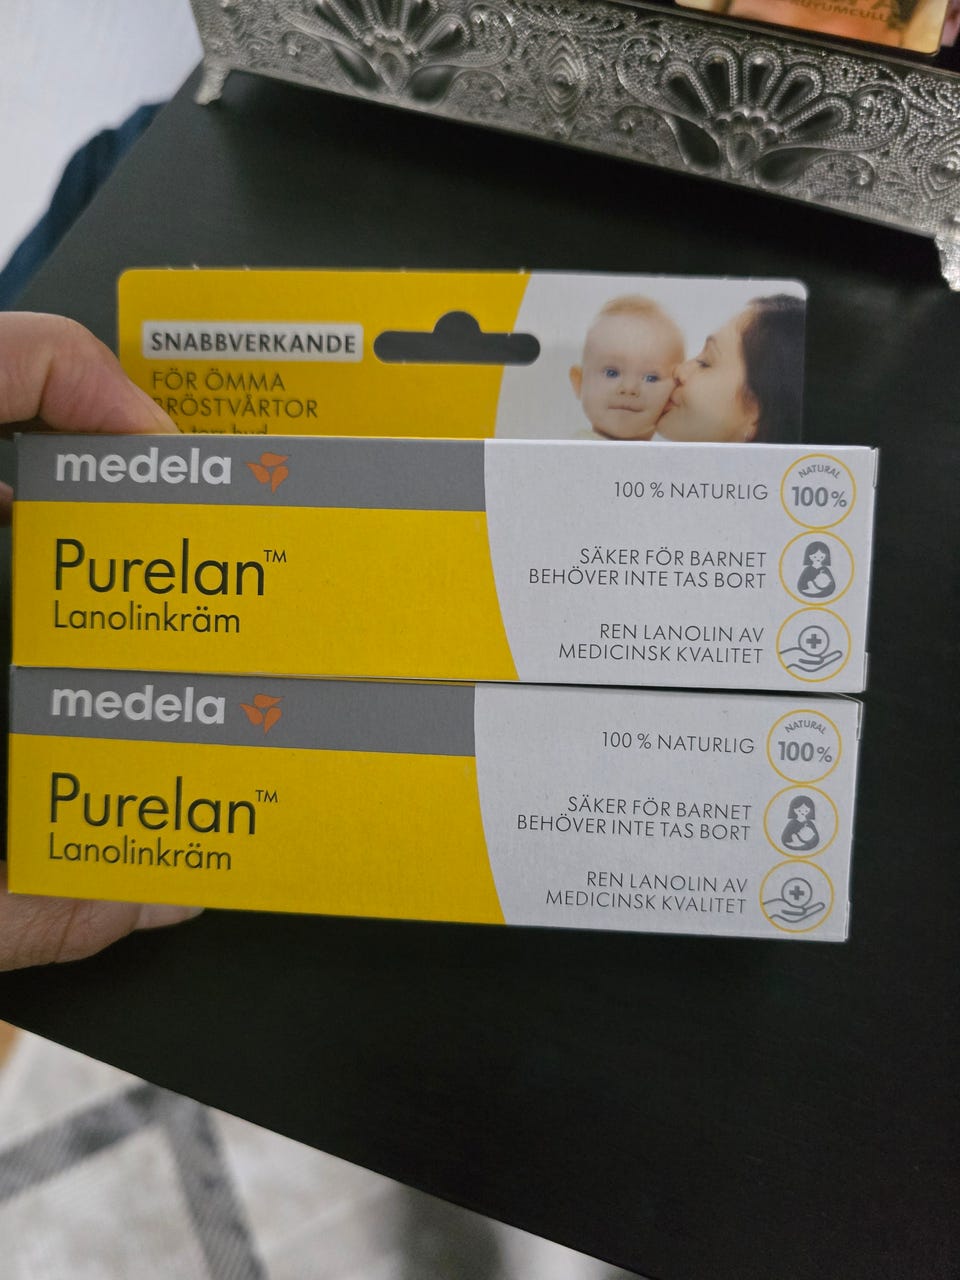 SNABBVERKANDE
FÖR ÖMMA
BRÖSTVÅRTOR
torr hud
medela
Purelan™
Lanolinkräm
100 % NATURLIG
NATURAL
100%
SÄKER FÖR BARNET
BEHÖVER INTE TAS BORT
REN LANOLIN AV
MEDICINSK KVALITET
medela
Purelan™
Lanolinkräm
100 % NATURLIG
NATURAL
100%
SÄKER FÖR BARNET
BEHÖVER INTE TAS BORT
REN LANOLIN AV
MEDICINSK KVALITET